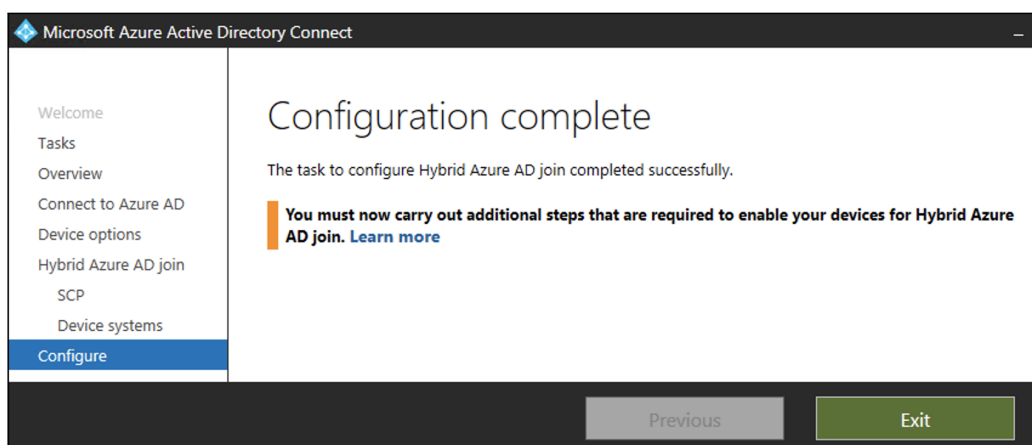 Microsoft Azure Active Directory Connect
Welcome
Tasks
Overview
Connect to Azure AD
Device options
Hybrid Azure AD join
SCP
Device systems
Configure
Configuration complete
The task to configure Hybrid Azure AD join completed successfully.
You must now carry out additional steps that are required to enable your devices for Hybrid Azure
AD join. Learn more
Previous
Exit